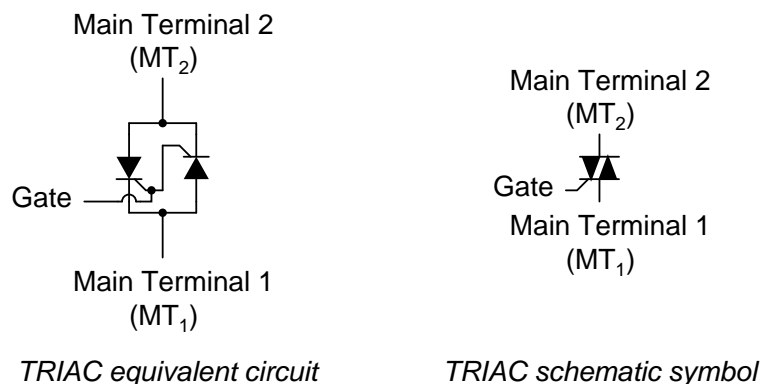 Main Terminal 2
(MT2)
Gate
Main Terminal 1
(MT1)
TRIAC equivalent circuit
Main Terminal 2
(MT2)
Gate
Main Terminal 1
(MT1)
TRIAC schematic symbol